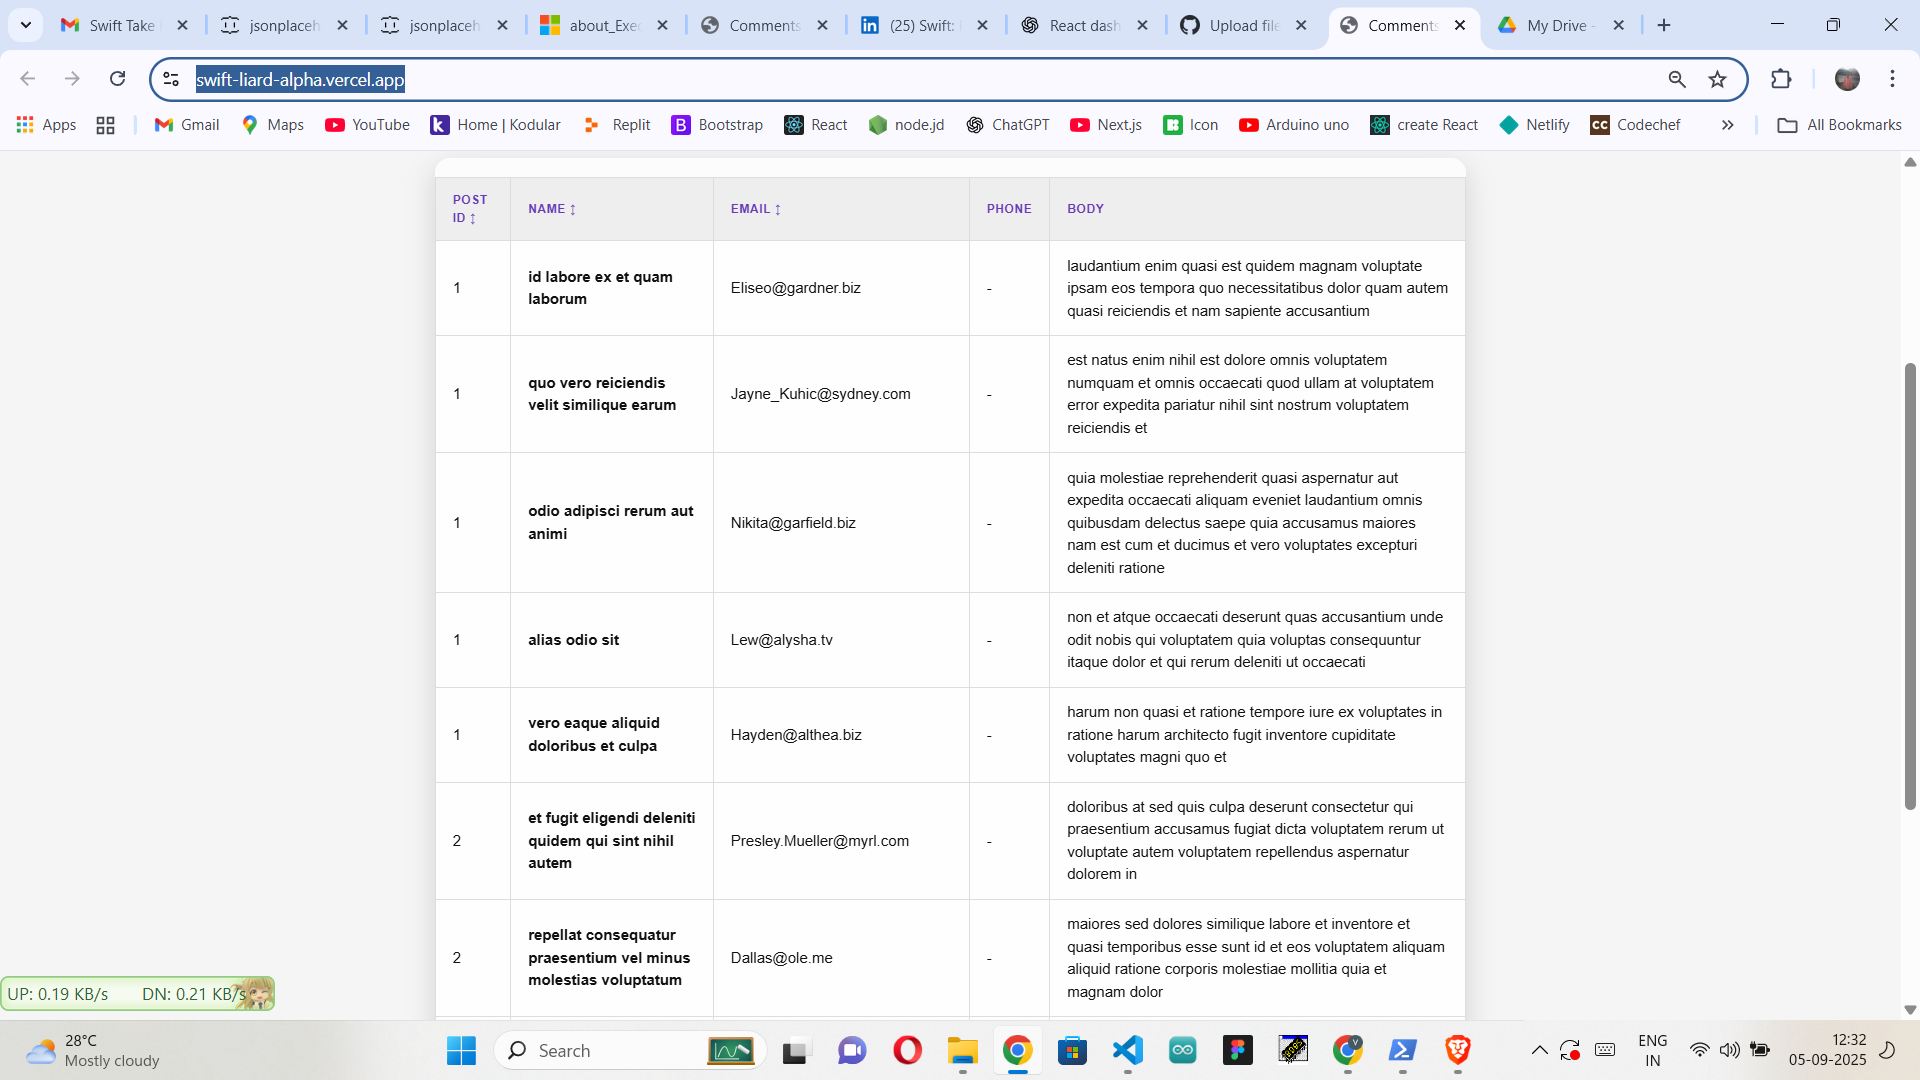 Swift Take
jsonplaceh
jsonplaceh
about_Exec
Comments
(25) Swift:
React dash
Upload file
Comments
My Drive -
swift-liard-alpha.vercel.app
Apps
Gmail
Maps
YouTube
Home | Kodular
Replit
Bootstrap
React
node.jd
ChatGPT
Next.js
Icon
Arduino uno
create React
Netlify
Codechef
All Bookmarks
POST
ID ↕
NAME ↕
EMAIL ↕
PHONE
BODY
1
id labore ex et quam
laborum
Eliseo@gardner.biz
-
laudantium enim quasi est quidem magnam voluptate
ipsam eos tempora quo necessitatibus dolor quam autem
quasi reiciendis et nam sapiente accusantium
1
quo vero reiciendis
velit similique earum
Jayne_Kuhic@sydney.com
-
est natus enim nihil est dolore omnis voluptatem
numquam et omnis occaecati quod ullam at voluptatem
error expedita pariatur nihil sint nostrum voluptatem
reiciendis et
1
odio adipisci rerum aut
animi
Nikita@garfield.biz
-
quia molestiae reprehenderit quasi aspernatur aut
expedita occaecati aliquam eveniet laudantium omnis
quibusdam delectus saepe quia accusamus maiores
nam est cum et ducimus et vero voluptates excepturi
deleniti ratione
1
alias odio sit
Lew@alysha.tv
-
non et atque occaecati deserunt quas accusantium unde
odit nobis qui voluptatem quia voluptas consequuntur
itaque dolor et qui rerum deleniti ut occaecati
1
vero eaque aliquid
doloribus et culpa
Hayden@althea.biz
-
harum non quasi et ratione tempore iure ex voluptates in
ratione harum architecto fugit inventore cupiditate
voluptates magni quo et
2
et fugit eligendi deleniti
quidem qui sint nihil
autem
Presley.Mueller@myrl.com
-
doloribus at sed quis culpa deserunt consectetur qui
praesentium accusamus fugiat dicta voluptatem rerum ut
voluptate autem voluptatem repellendus aspernatur
dolorem in
2
repellat consequatur
praesentium vel minus
molestias voluptatum
Dallas@ole.me
-
maiores sed dolores similique labore et inventore et
quasi temporibus esse sunt id et eos voluptatem aliquam
aliquid ratione corporis molestiae mollitia quia et
magnam dolor
UP: 0.19 KB/s
DN: 0.21 KB/s
28°C
Mostly cloudy
Search
ENG
IN
12:32
05-09-2025